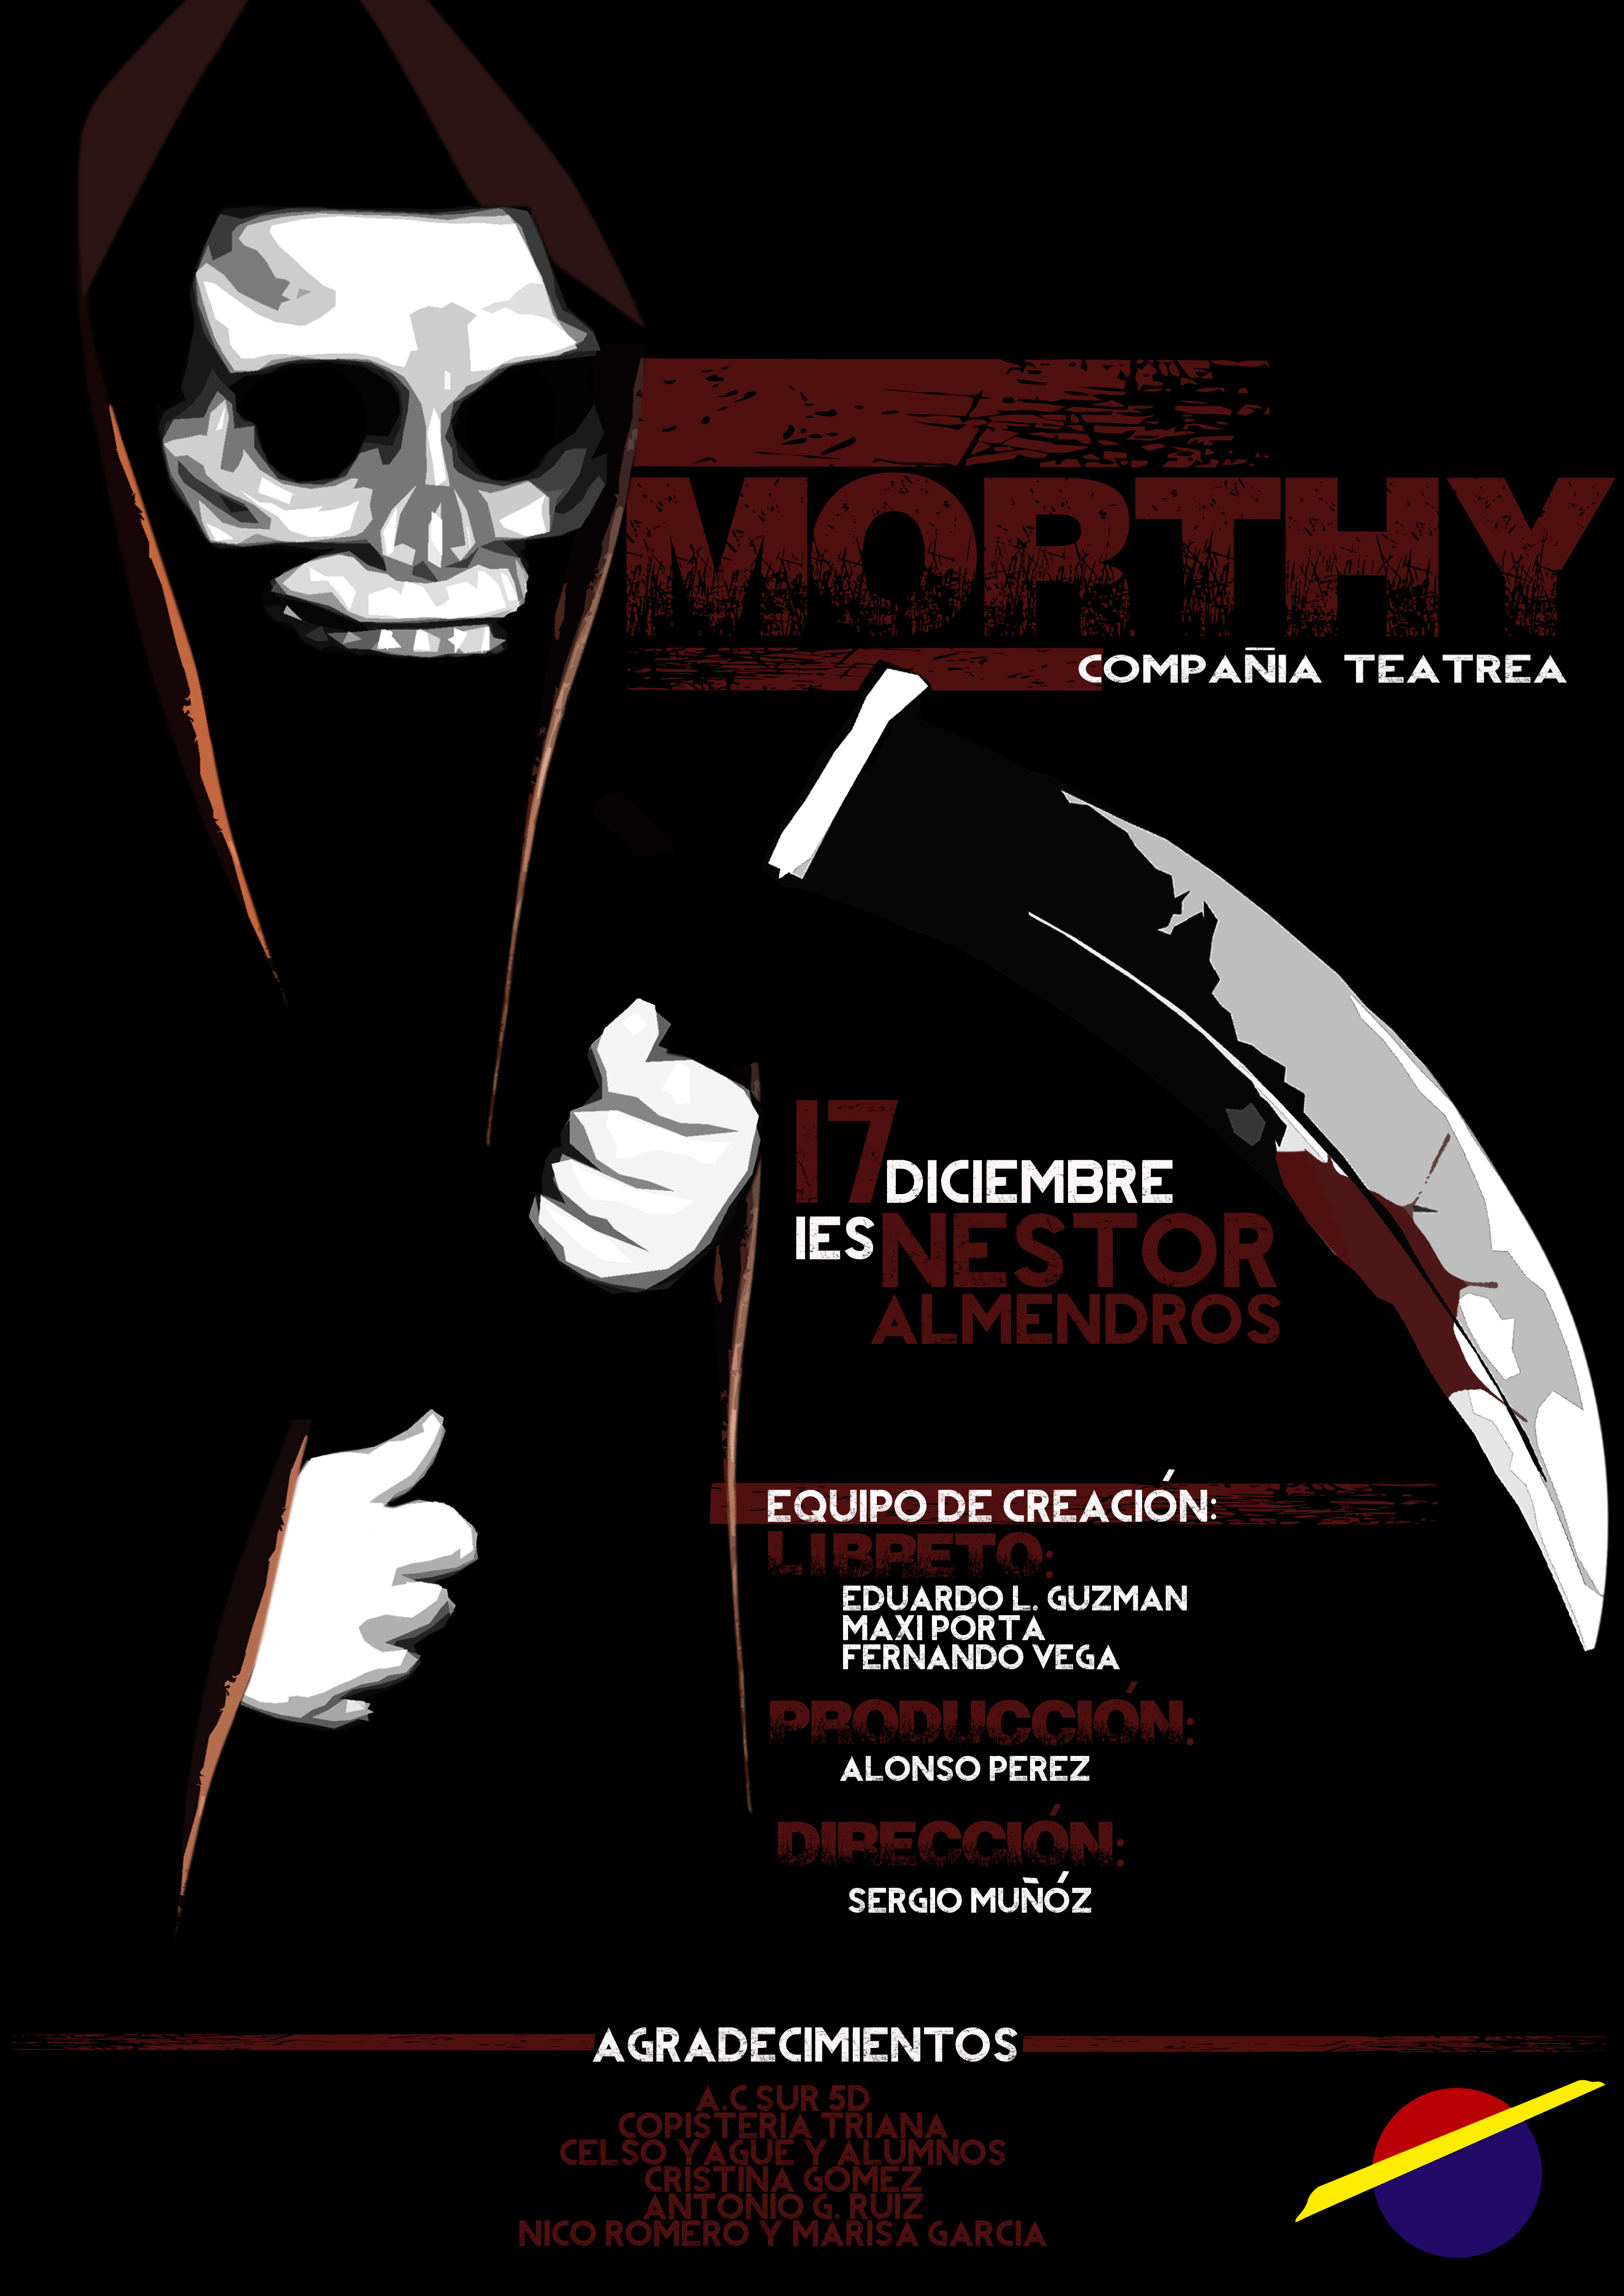 MORTHY
COMPAÑIA TEATREA
17 DICIEMBRE
IES NESTOR
ALMENDROS
EQUIPO DE CREACIÓN:
LIBRETO:
EDUARDO L. GUZMAN
MAXI PORTA
FERNANDO VEGA
PRODUCCIÓN:
ALONSO PEREZ
DIRECCIÓN:
SERGIO MUÑÓZ
AGRADECIMIENTOS
A.C SUR 5D
COPISTERIA TRIANA
CELSO YAGUE Y ALUMNOS
CRISTINA GOMEZ
ANTONIO G. RUIZ
NICO ROMERO Y MARISA GARCIA